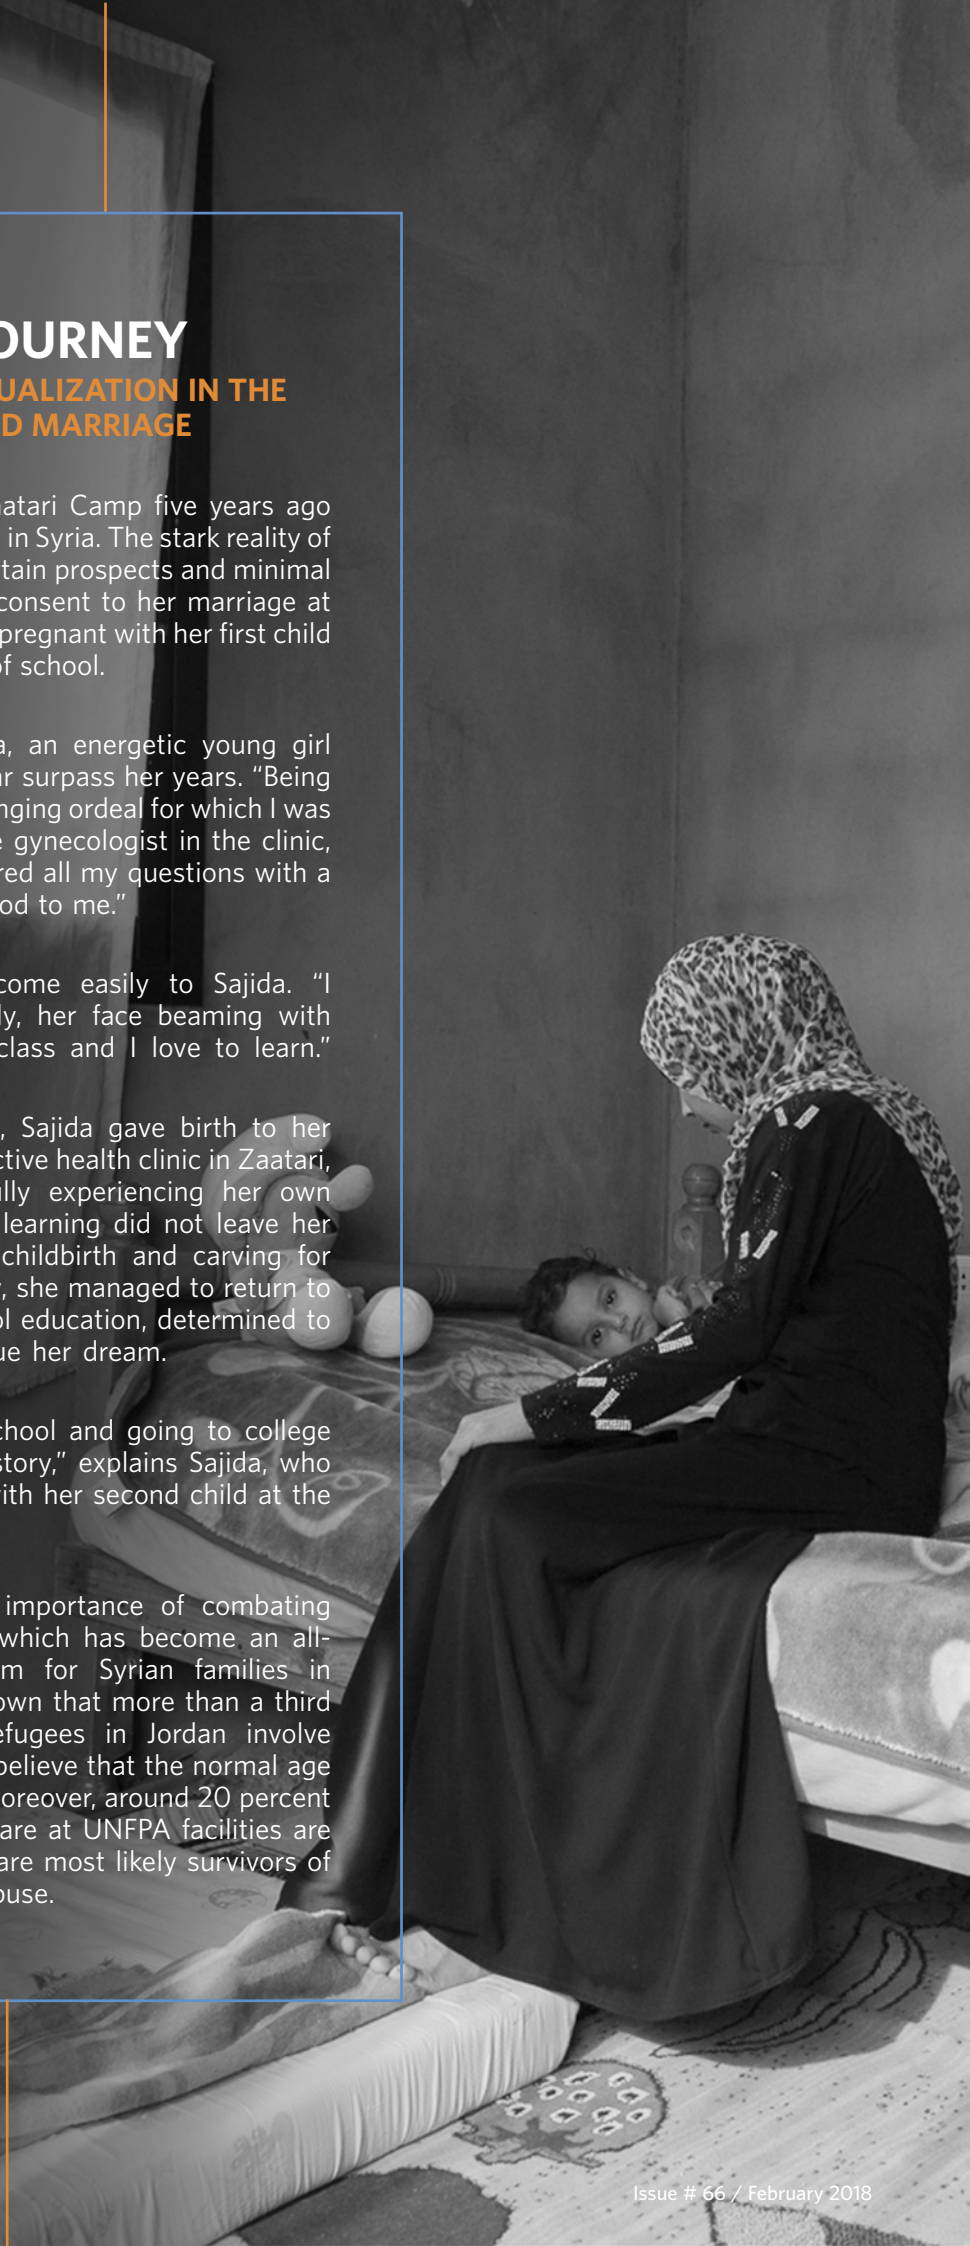 OURNEY
UALIZATION IN THE
D MARRIAGE
aatari Camp five years ago
in Syria. The stark reality of
tain prospects and minimal
consent to her marriage at
pregnant with her first child
of school.
a, an energetic young girl
ar surpass her years. “Being
nging ordeal for which I was
e gynecologist in the clinic,
red all my questions with a
od to me.”
come easily to Sajida. “I
ly, her face beaming with
class and I love to learn.”
, Sajida gave birth to her
ctive health clinic in Zaatari,
ully experiencing her own
learning did not leave her
childbirth and carving for
y, she managed to return to
ol education, determined to
ue her dream.
chool and going to college
story,” explains Sajida, who
with her second child at the
importance of combating
which has become an all-
m for Syrian families in
own that more than a third
efugees in Jordan involve
believe that the normal age
oreover, around 20 percent
are at UNFPA facilities are
are most likely survivors of
ouse.
Issue # 66 / February 2018